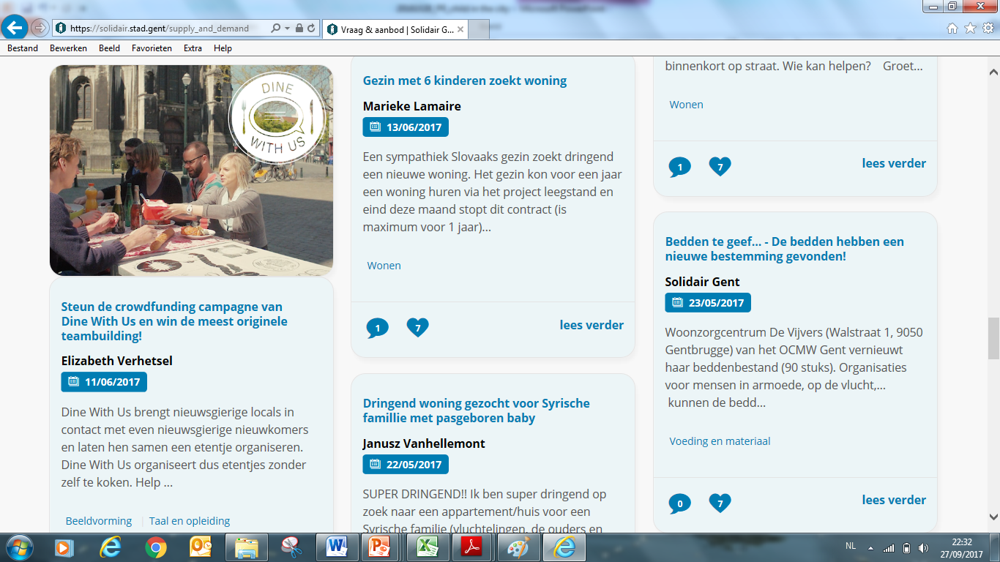 https://solidair.stad.gent/supply_and_demand
Vraag & aanbod | Solidair G...
Bestand Bewerken Beeld Favorieten Extra Help
DINE
WITH US
Steun de crowdfunding campagne van
Dine With Us en win de meest originele
teambuilding!
Elizabeth Verhetsel
11/06/2017
Dine With Us brengt nieuwsgierige locals in
contact met even nieuwsgierige nieuwkomers
en laten hen samen een etentje organiseren.
Dine With Us organiseert dus etentjes zonder
zelf te koken. Help ...
Beeldvorming Taal en opleiding
Gezin met 6 kinderen zoekt woning
Marieke Lamaire
13/06/2017
Een sympathiek Slovaaks gezin zoekt dringend
een nieuwe woning. Het gezin kon voor een jaar
een woning huren via het project leegstand en
eind deze maand stopt dit contract (is
maximum voor 1 jaar)...
Wonen
1 7 lees verder
Dringend woning gezocht voor Syrische
famillie met pasgeboren baby
Janusz Vanhellemont
22/05/2017
SUPER DRINGEND!! Ik ben super dringend op
zoek naar een appartement/huis voor een
Syrische familie (vluchtelingen, de ouders en
binnenkort op straat. Wie kan helpen? Groet...
Wonen
1 7 lees verder
Bedden te geef... - De bedden hebben een
nieuwe bestemming gevonden!
Solidair Gent
23/05/2017
Woonzorgcentrum De Vijvers (Walstraat 1, 9050
Gentbrugge) van het OCMW Gent vernieuwt
haar beddenbestand (90 stuks). Organisaties
voor mensen in armoede, op de vlucht,...
kunnen de bedd...
Voeding en materiaal
0 7 lees verder
NL
22:32
27/09/2017